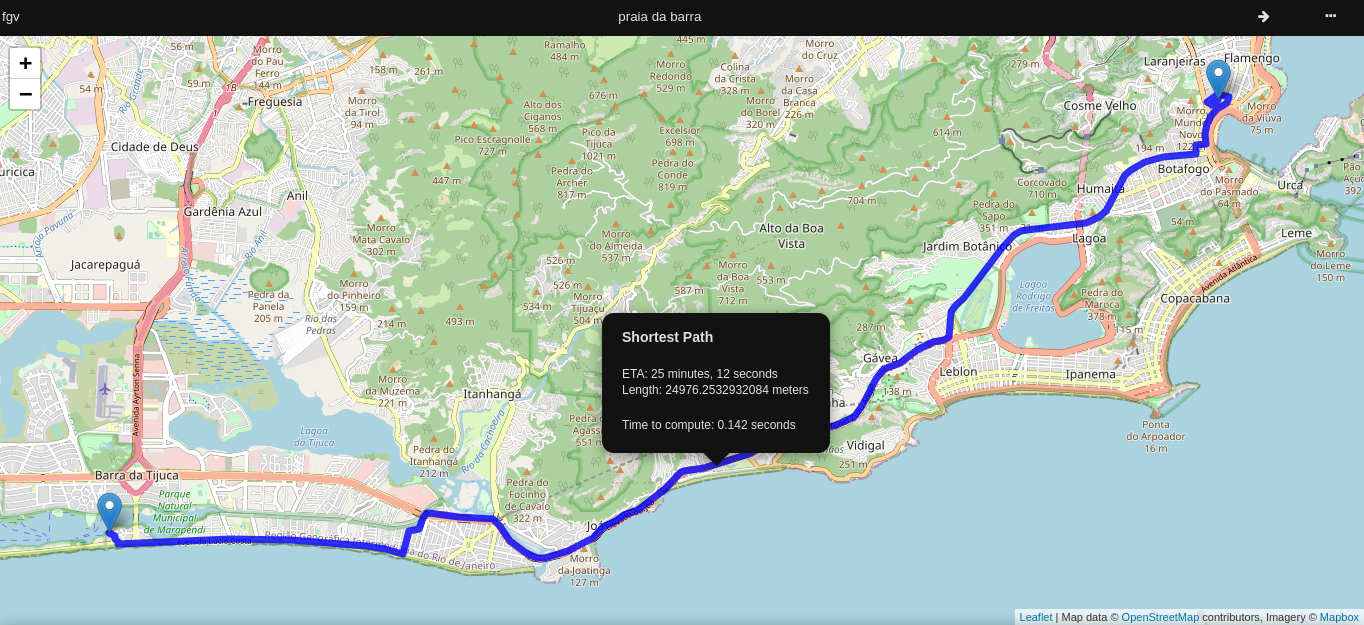 fgv
praia da barra
+
−
56 m
Morro
do Pau
Ferro
144 m
158 m
261 m
Ramalho
484 m
445 m
Morro
Redondo
529 m
Colina
da Crista
328 m
Morro
do Cruz
279 m
Laranjeiras
Flamengo
54 m
59 m
Freguesia
Morro
do Tirol
94 m
Alto dos
Ciganos
568 m
676 m
Morro
do Borel
320 m
Morro
da Casa
Branca
226 m
Cosme Velho
Morro
da Viúva
75 m
Cidade de Deus
Pico Escragnolle
727 m
Pico da
Tijuca
1021 m
Excelsior
698 m
614 m
Morro
Mundo
Novo
194 m
Botafogo
uricica
447 m
Pedra do
Archer
817 m
Pedra do
Conde
819 m
Corcovado
710 m
Humaitá
Morro
do Pasmado
64 m
Urca
Pão
Açúc
392
Anil
Gardênia Azul
Arroio Pavuna
Rio Anil
Morro
Mata Cavalo
302 m
704 m
Pedra do
Sapo
351 m
54 m
Alto da Boa
Vista
Morro
do Almeida
537 m
Jardim Botânico
Lagoa
Leme
Morro
do Leme
150 m
Jacarepaguá
526 m
526 m
Morro
da Boa
Vista
712 m
587 m
553 m
Avenida Atlântica
Pedra da
Panela
205 m
Morro
do Pinheiro
159 m
Lagoa
Rodrigo
de Freitas
Pedra do
Maroca
378 m
Copacabana
Rio das
Pedras
214 m
493 m
534 m
Morro
Tijuaçu
504 m
287 m
115 m
Shortest Path
ETA: 25 minutes, 12 seconds
Length: 24976.2532932084 meters
Time to compute: 0.142 seconds
Gávea
Leblon
Ipanema
138 m
Avenida Ayrton Senna
Morro
da Muzema
221 m
Itanhangá
Ponta
do Arpoador
16 m
Lagoa
do Tijuca
Pedra do
Itanhangá
212 m
Rio da Cachoeira
551 m
Vidigal
251 m
Barra da Tijuca
Parque
Natural
Municipal
de Marapendi
Pedra do
Focinho
de Cavalo
322 m
Avenida Lúcio Costa
Morro
da Joatinga
127 m
Leaflet | Map data © OpenStreetMap contributors, Imagery © Mapbox